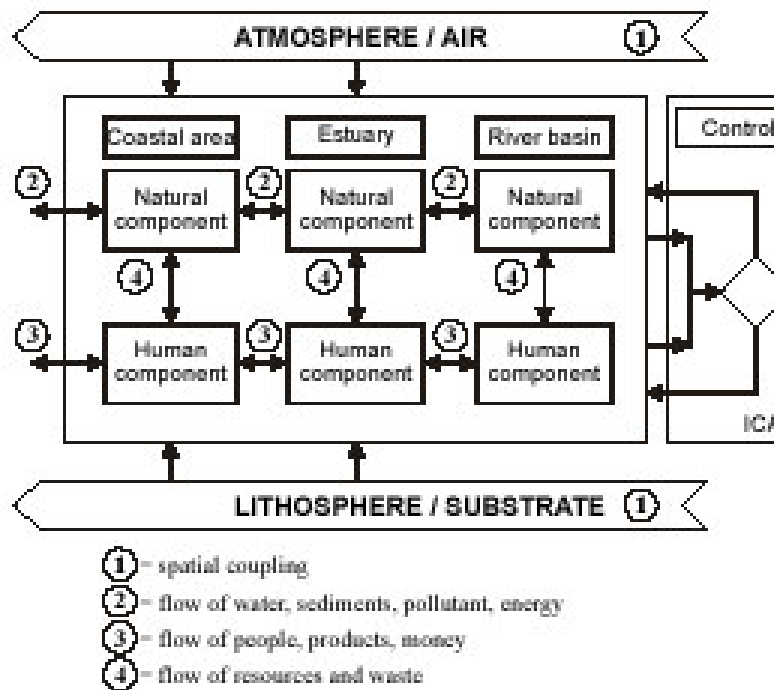 ATMOSPHERE / AIR 1
Coastal area Estuary River basin Control
2 Natural component 2 Natural component 2 Natural component
4 4 4
3 Human component 3 Human component 3 Human component
ICA
LITHOSPHERE / SUBSTRATE 1
1 = spatial coupling
2 = flow of water, sediments, pollutant, energy
3 = flow of people, products, money
4 = flow of resources and waste